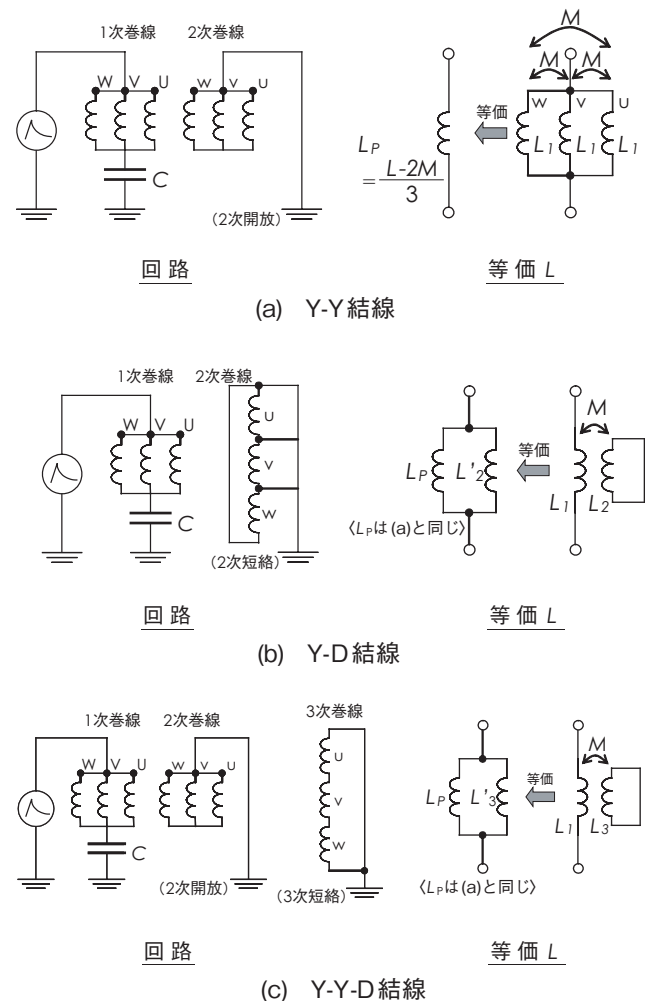 1次巻線 2次巻線
W V U W V U
C
(2次開放)
M
M M
W V U
等価
L1 L1 L1
LP
= L-2M
3
回路 等価 L
(a) Y-Y結線
1次巻線 2次巻線
W V U
U
V
W
C
(2次短絡)
M
等価
LP L'2
L1 L2
〈LPは(a)と同じ〉
回路 等価 L
(b) Y-D結線
3次巻線
1次巻線 2次巻線
W V U W V U
U
V
W
C
(2次開放)
(3次短絡)
M
等価
LP L'3
L1 L3
〈LPは(a)と同じ〉
回路 等価 L
(c) Y-Y-D結線